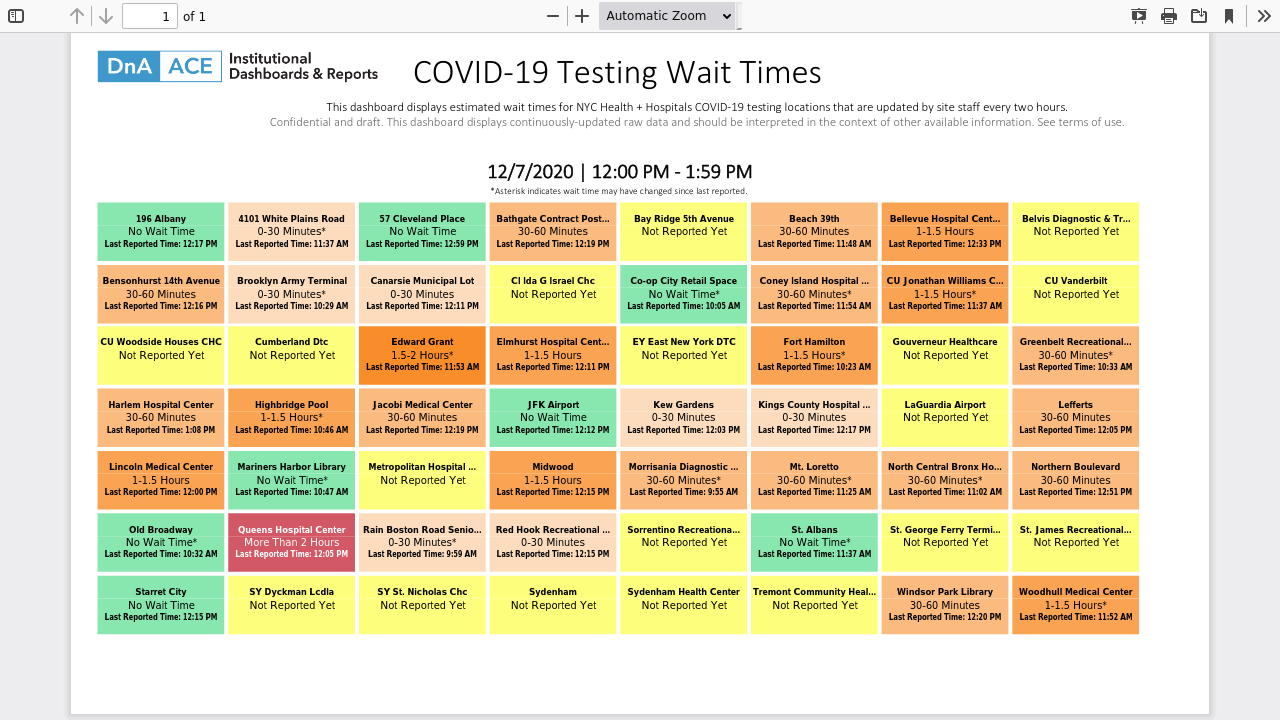 1 of 1 Automatic Zoom
DnA ACE Institutional
Dashboards & Reports
COVID-19 Testing Wait Times
This dashboard displays estimated wait times for NYC Health + Hospitals COVID-19 testing locations that are updated by site staff every two hours.
Confidential and draft. This dashboard displays continuously-updated raw data and should be interpreted in the context of other available information. See terms of use.
12/7/2020 | 12:00 PM - 1:59 PM
*Asterisk indicates wait time may have changed since last reported.
196 Albany
No Wait Time
Last Reported Time: 12:17 PM
4101 White Plains Road
0-30 Minutes*
Last Reported Time: 11:37 AM
57 Cleveland Place
No Wait Time
Last Reported Time: 12:59 PM
Bathgate Contract Post...
30-60 Minutes
Last Reported Time: 12:19 PM
Bay Ridge 5th Avenue
Not Reported Yet
Beach 39th
30-60 Minutes
Last Reported Time: 11:48 AM
Bellevue Hospital Cent...
1-1.5 Hours
Last Reported Time: 12:33 PM
Belvis Diagnostic & Tr...
Not Reported Yet
Bensonhurst 14th Avenue
30-60 Minutes
Last Reported Time: 12:16 PM
Brooklyn Army Terminal
0-30 Minutes*
Last Reported Time: 10:29 AM
Canarsie Municipal Lot
0-30 Minutes
Last Reported Time: 12:11 PM
CI Ida G Israel Chc
Not Reported Yet
Co-op City Retail Space
No Wait Time*
Last Reported Time: 10:05 AM
Coney Island Hospital ...
30-60 Minutes*
Last Reported Time: 11:54 AM
CU Jonathan Williams C...
1-1.5 Hours*
Last Reported Time: 11:37 AM
CU Vanderbilt
Not Reported Yet
CU Woodside Houses CHC
Not Reported Yet
Cumberland Dtc
Not Reported Yet
Edward Grant
1.5-2 Hours*
Last Reported Time: 11:53 AM
Elmhurst Hospital Cent...
1-1.5 Hours
Last Reported Time: 12:11 PM
EY East New York DTC
Not Reported Yet
Fort Hamilton
1-1.5 Hours*
Last Reported Time: 10:23 AM
Gouverneur Healthcare
Not Reported Yet
Greenbelt Recreational...
30-60 Minutes*
Last Reported Time: 10:33 AM
Harlem Hospital Center
30-60 Minutes
Last Reported Time: 1:08 PM
Highbridge Pool
1-1.5 Hours*
Last Reported Time: 10:46 AM
Jacobi Medical Center
30-60 Minutes
Last Reported Time: 12:19 PM
JFK Airport
No Wait Time
Last Reported Time: 12:12 PM
Kew Gardens
0-30 Minutes
Last Reported Time: 12:03 PM
Kings County Hospital ...
0-30 Minutes
Last Reported Time: 12:17 PM
LaGuardia Airport
Not Reported Yet
Lefferts
30-60 Minutes
Last Reported Time: 12:05 PM
Lincoln Medical Center
1-1.5 Hours
Last Reported Time: 12:00 PM
Mariners Harbor Library
No Wait Time*
Last Reported Time: 10:47 AM
Metropolitan Hospital ...
Not Reported Yet
Midwood
1-1.5 Hours
Last Reported Time: 12:15 PM
Morrisania Diagnostic ...
30-60 Minutes*
Last Reported Time: 9:55 AM
Mt. Loretto
30-60 Minutes*
Last Reported Time: 11:25 AM
North Central Bronx Ho...
30-60 Minutes*
Last Reported Time: 11:02 AM
Northern Boulevard
30-60 Minutes
Last Reported Time: 12:51 PM
Old Broadway
No Wait Time*
Last Reported Time: 10:32 AM
Queens Hospital Center
More Than 2 Hours
Last Reported Time: 12:05 PM
Rain Boston Road Senio...
0-30 Minutes*
Last Reported Time: 9:59 AM
Red Hook Recreational ...
0-30 Minutes
Last Reported Time: 12:15 PM
Sorrentino Recreationa...
Not Reported Yet
St. Albans
No Wait Time*
Last Reported Time: 11:37 AM
St. George Ferry Termi...
Not Reported Yet
St. James Recreational...
Not Reported Yet
Starret City
No Wait Time
Last Reported Time: 12:15 PM
SY Dyckman Lcdla
Not Reported Yet
SY St. Nicholas Chc
Not Reported Yet
Sydenham
Not Reported Yet
Sydenham Health Center
Not Reported Yet
Tremont Community Heal...
Not Reported Yet
Windsor Park Library
30-60 Minutes
Last Reported Time: 12:20 PM
Woodhull Medical Center
1-1.5 Hours*
Last Reported Time: 11:52 AM